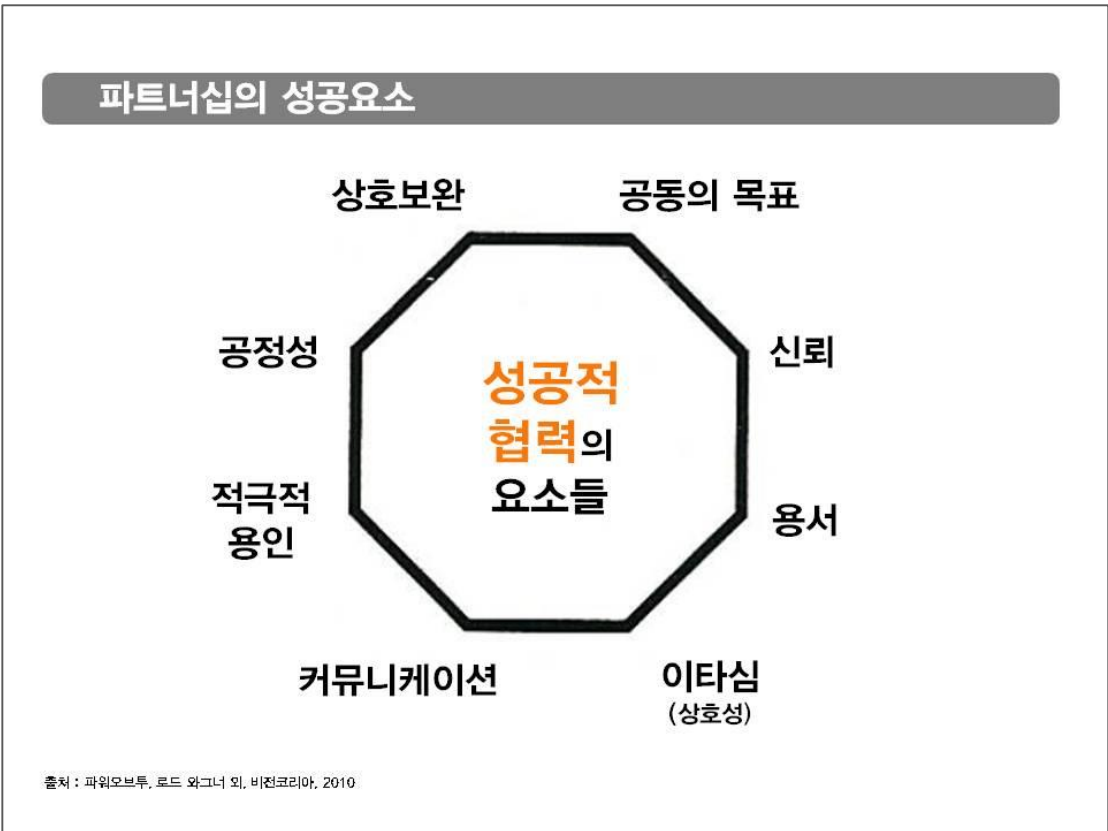 파트너십의 성공요소
상호보완
공동의 목표
공정성
신뢰
성공적
협력의
요소들
적극적
용인
용서
커뮤니케이션
이타심
(상호성)
출처 : 파워오브투, 로드 와그너 외, 비전코리아, 2010